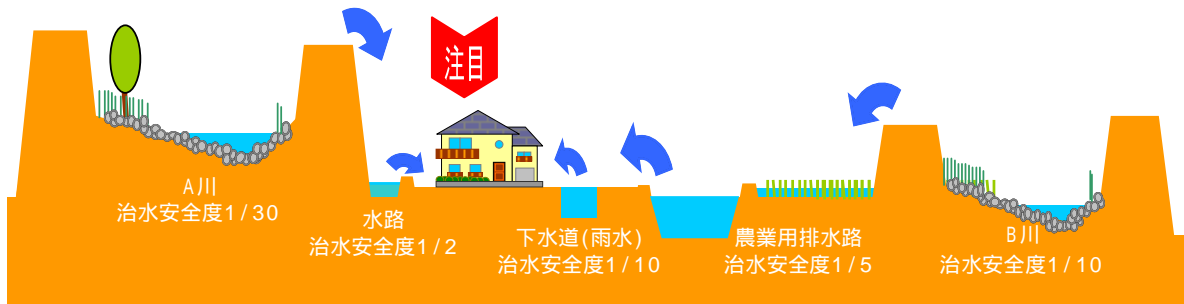 注目
A川
治水安全度1/30
水路
治水安全度1/2
下水道(雨水)
治水安全度1/10
農業用排水路
治水安全度1/5
B川
治水安全度1/10